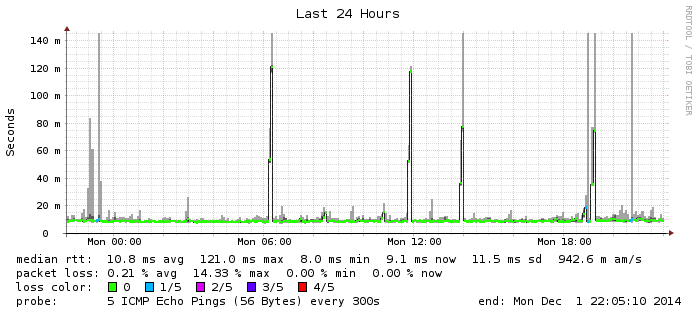 Last 24 Hours
RRDTOOL / TOBI OETIKER
Seconds
140 m
120 m
100 m
80 m
60 m
40 m
20 m
0
Mon 00:00 Mon 06:00 Mon 12:00 Mon 18:00
median rtt: 10.8 ms avg 121.0 ms max 8.0 ms min 9.1 ms now 11.5 ms sd 942.6 m am/s
packet loss: 0.21 % avg 14.33 % max 0.00 % min 0.00 % now
loss color: 0 1/5 2/5 3/5 4/5
probe: 5 ICMP Echo Pings (56 Bytes) every 300s end: Mon Dec 1 22:05:10 2014